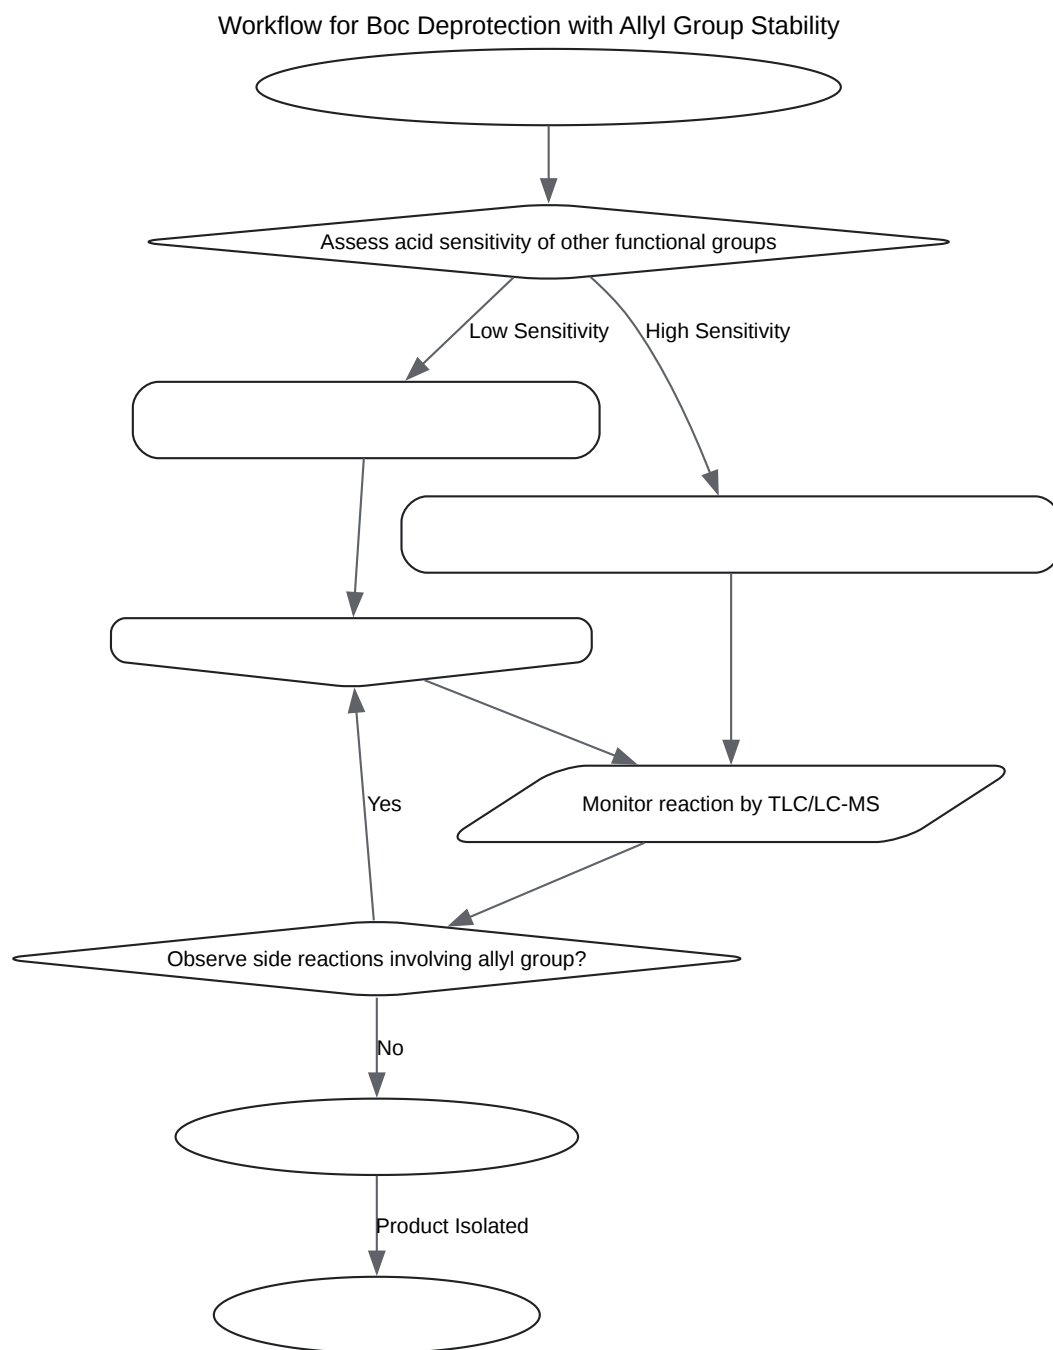 Workflow for Boc Deprotection with Allyl Group Stability
Assess acid sensitivity of other functional groups
Low Sensitivity
High Sensitivity
Monitor reaction by TLC/LC-MS
Yes
Observe side reactions involving allyl group?
No
Product Isolated